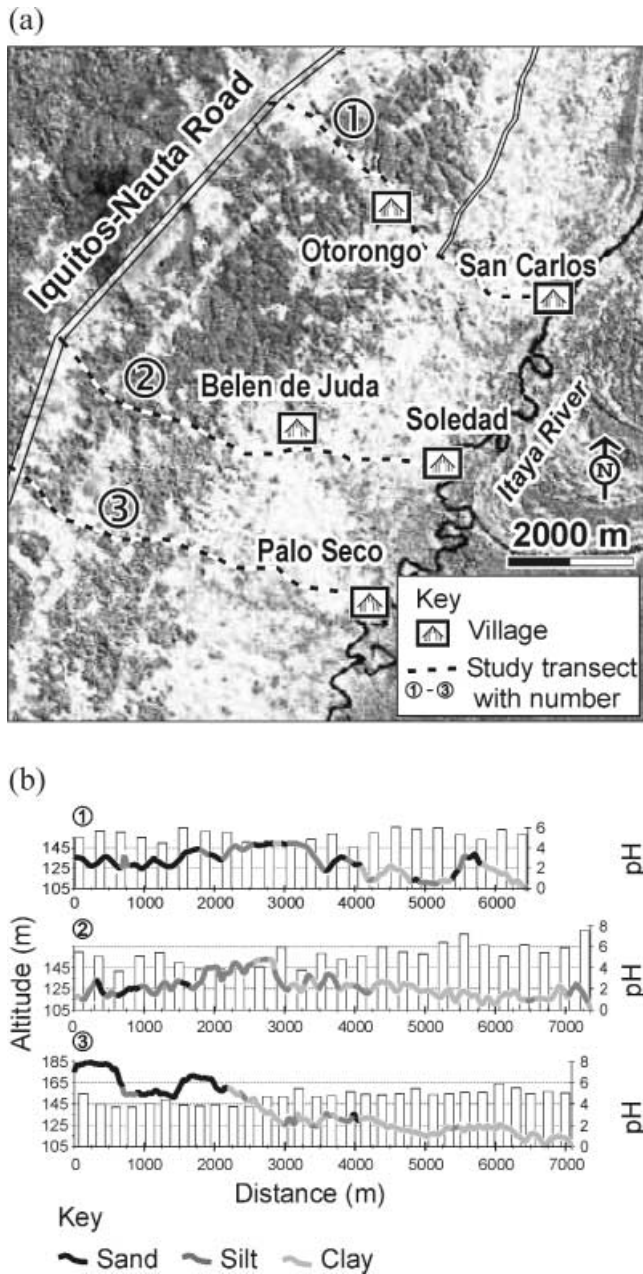 (a)
Iquitos-Nauta Road
①
Otorongo
San Carlos
②
Belen de Juda
Soledad
Itaya River
N
③
2000 m
Palo Seco
Key
Village
Study transect
①-③ with number
(b)
①
145
125
105
6
4
2
0
pH
0 1000 2000 3000 4000 5000 6000
②
145
125
105
8
6
4
2
0
pH
0 1000 2000 3000 4000 5000 6000 7000
Altitude (m)
③
185
165
145
125
105
8
6
4
2
0
pH
0 1000 2000 3000 4000 5000 6000 7000
Distance (m)
Key
Sand Silt Clay